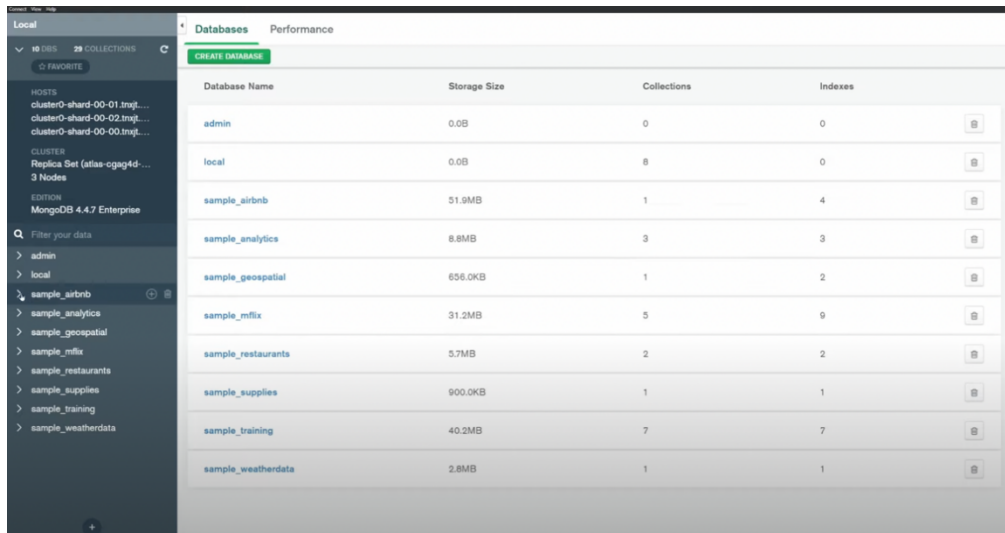 Connect View Help
Local
10 DBS 29 COLLECTIONS
FAVORITE
HOSTS
cluster0-shard-00-01.tnxjt....
cluster0-shard-00-02.tnxjt....
cluster0-shard-00-00.tnxjt....
CLUSTER
Replica Set (atlas-cgag4d-...
3 Nodes
EDITION
MongoDB 4.4.7 Enterprise
Filter your data
admin
local
sample_airbnb
sample_analytics
sample_geospatial
sample_mflix
sample_restaurants
sample_supplies
sample_training
sample_weatherdata
Databases Performance
CREATE DATABASE
Database Name Storage Size Collections Indexes
admin 0.0B 0 0
local 0.0B 8 0
sample_airbnb 51.9MB 1 4
sample_analytics 8.8MB 3 3
sample_geospatial 656.0KB 1 2
sample_mflix 31.2MB 5 9
sample_restaurants 5.7MB 2 2
sample_supplies 900.0KB 1 1
sample_training 40.2MB 7 7
sample_weatherdata 2.8MB 1 1